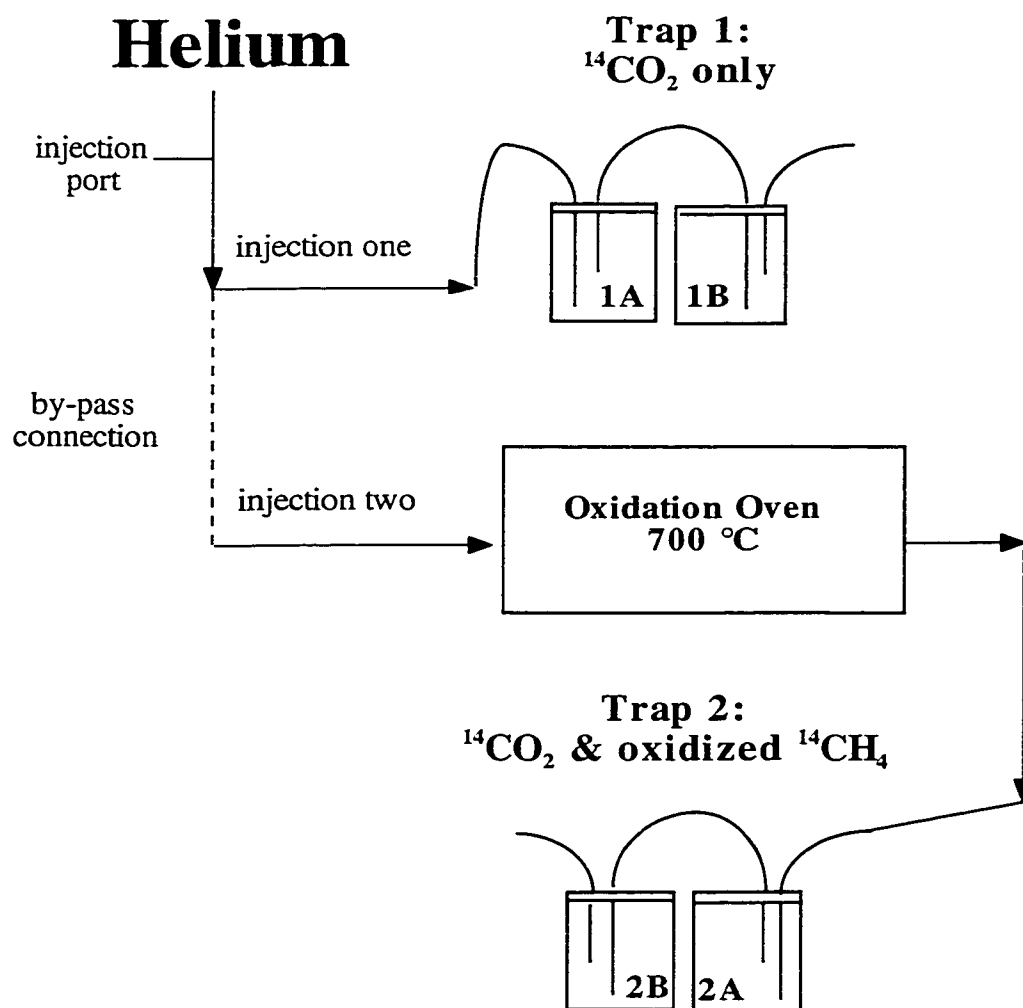 Helium
Trap 1:
¹⁴CO₂ only
injection
port
injection one
1A
1B
by-pass
connection
injection two
Oxidation Oven
700 °C
Trap 2:
¹⁴CO₂ & oxidized ¹⁴CH₄
2B
2A